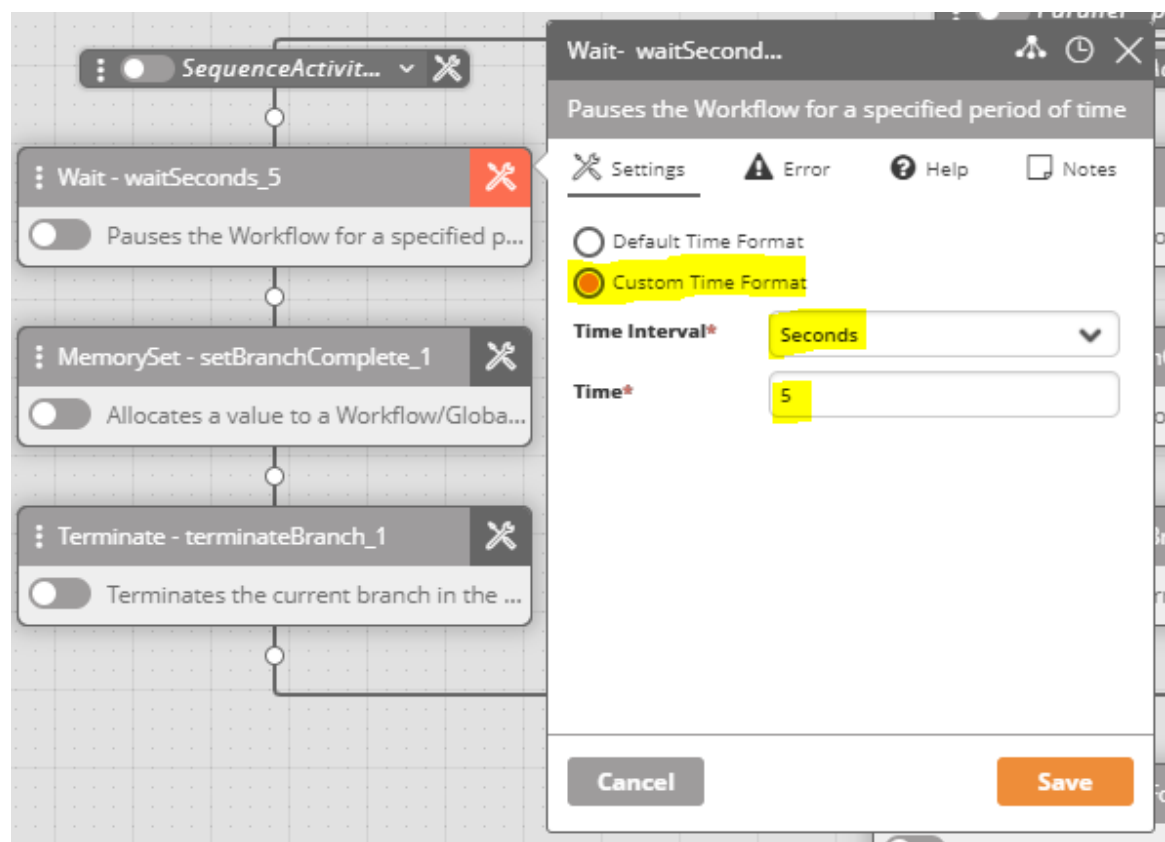 Parallel
SequenceActivit...
Wait - waitSeconds_5
Pauses the Workflow for a specified p...
MemorySet - setBranchComplete_1
Allocates a value to a Workflow/Globa...
Terminate - terminateBranch_1
Terminates the current branch in the ...
Wait- waitSecond...
Pauses the Workflow for a specified period of time
Settings Error Help Notes
Default Time Format
Custom Time Format
Time Interval* Seconds
Time* 5
Cancel Save